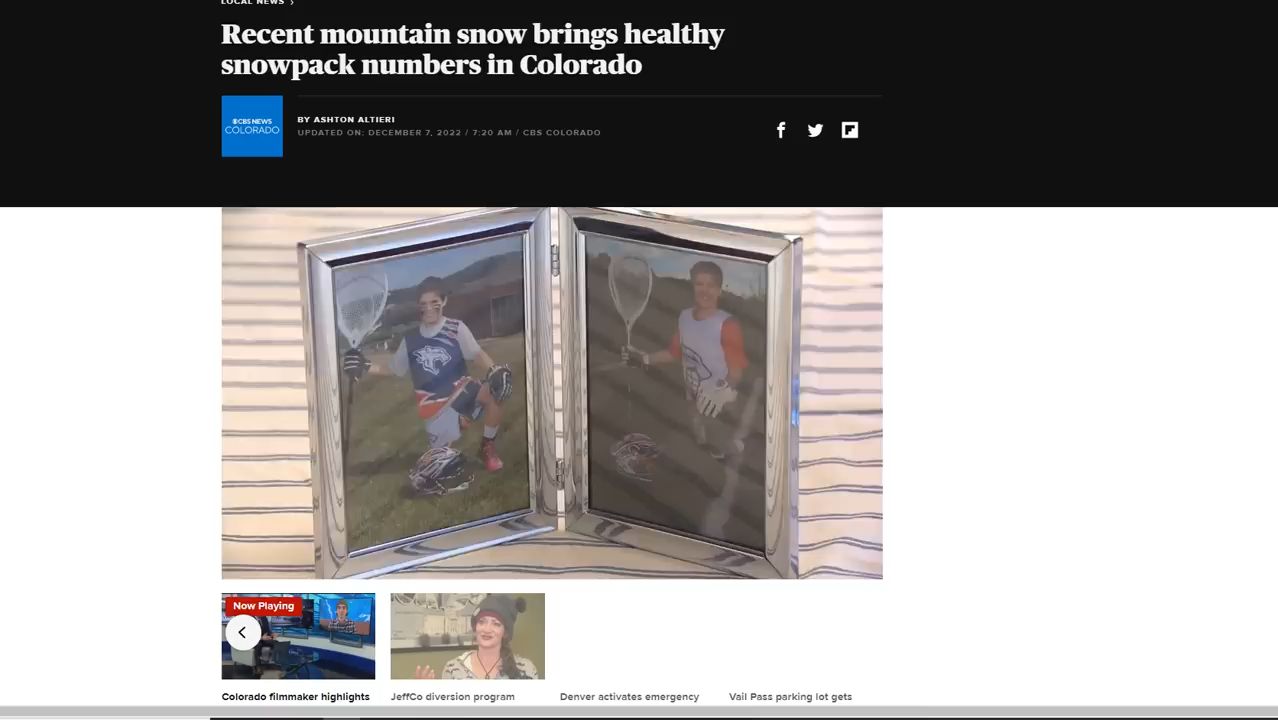 LOCAL NEWS >
Recent mountain snow brings healthy
snowpack numbers in Colorado
CBS NEWS
COLORADO
BY ASHTON ALTIERI
UPDATED ON: DECEMBER 7, 2022 / 7:20 AM / CBS COLORADO
Now Playing
Colorado filmmaker highlights
JeffCo diversion program
Denver activates emergency
Vail Pass parking lot gets